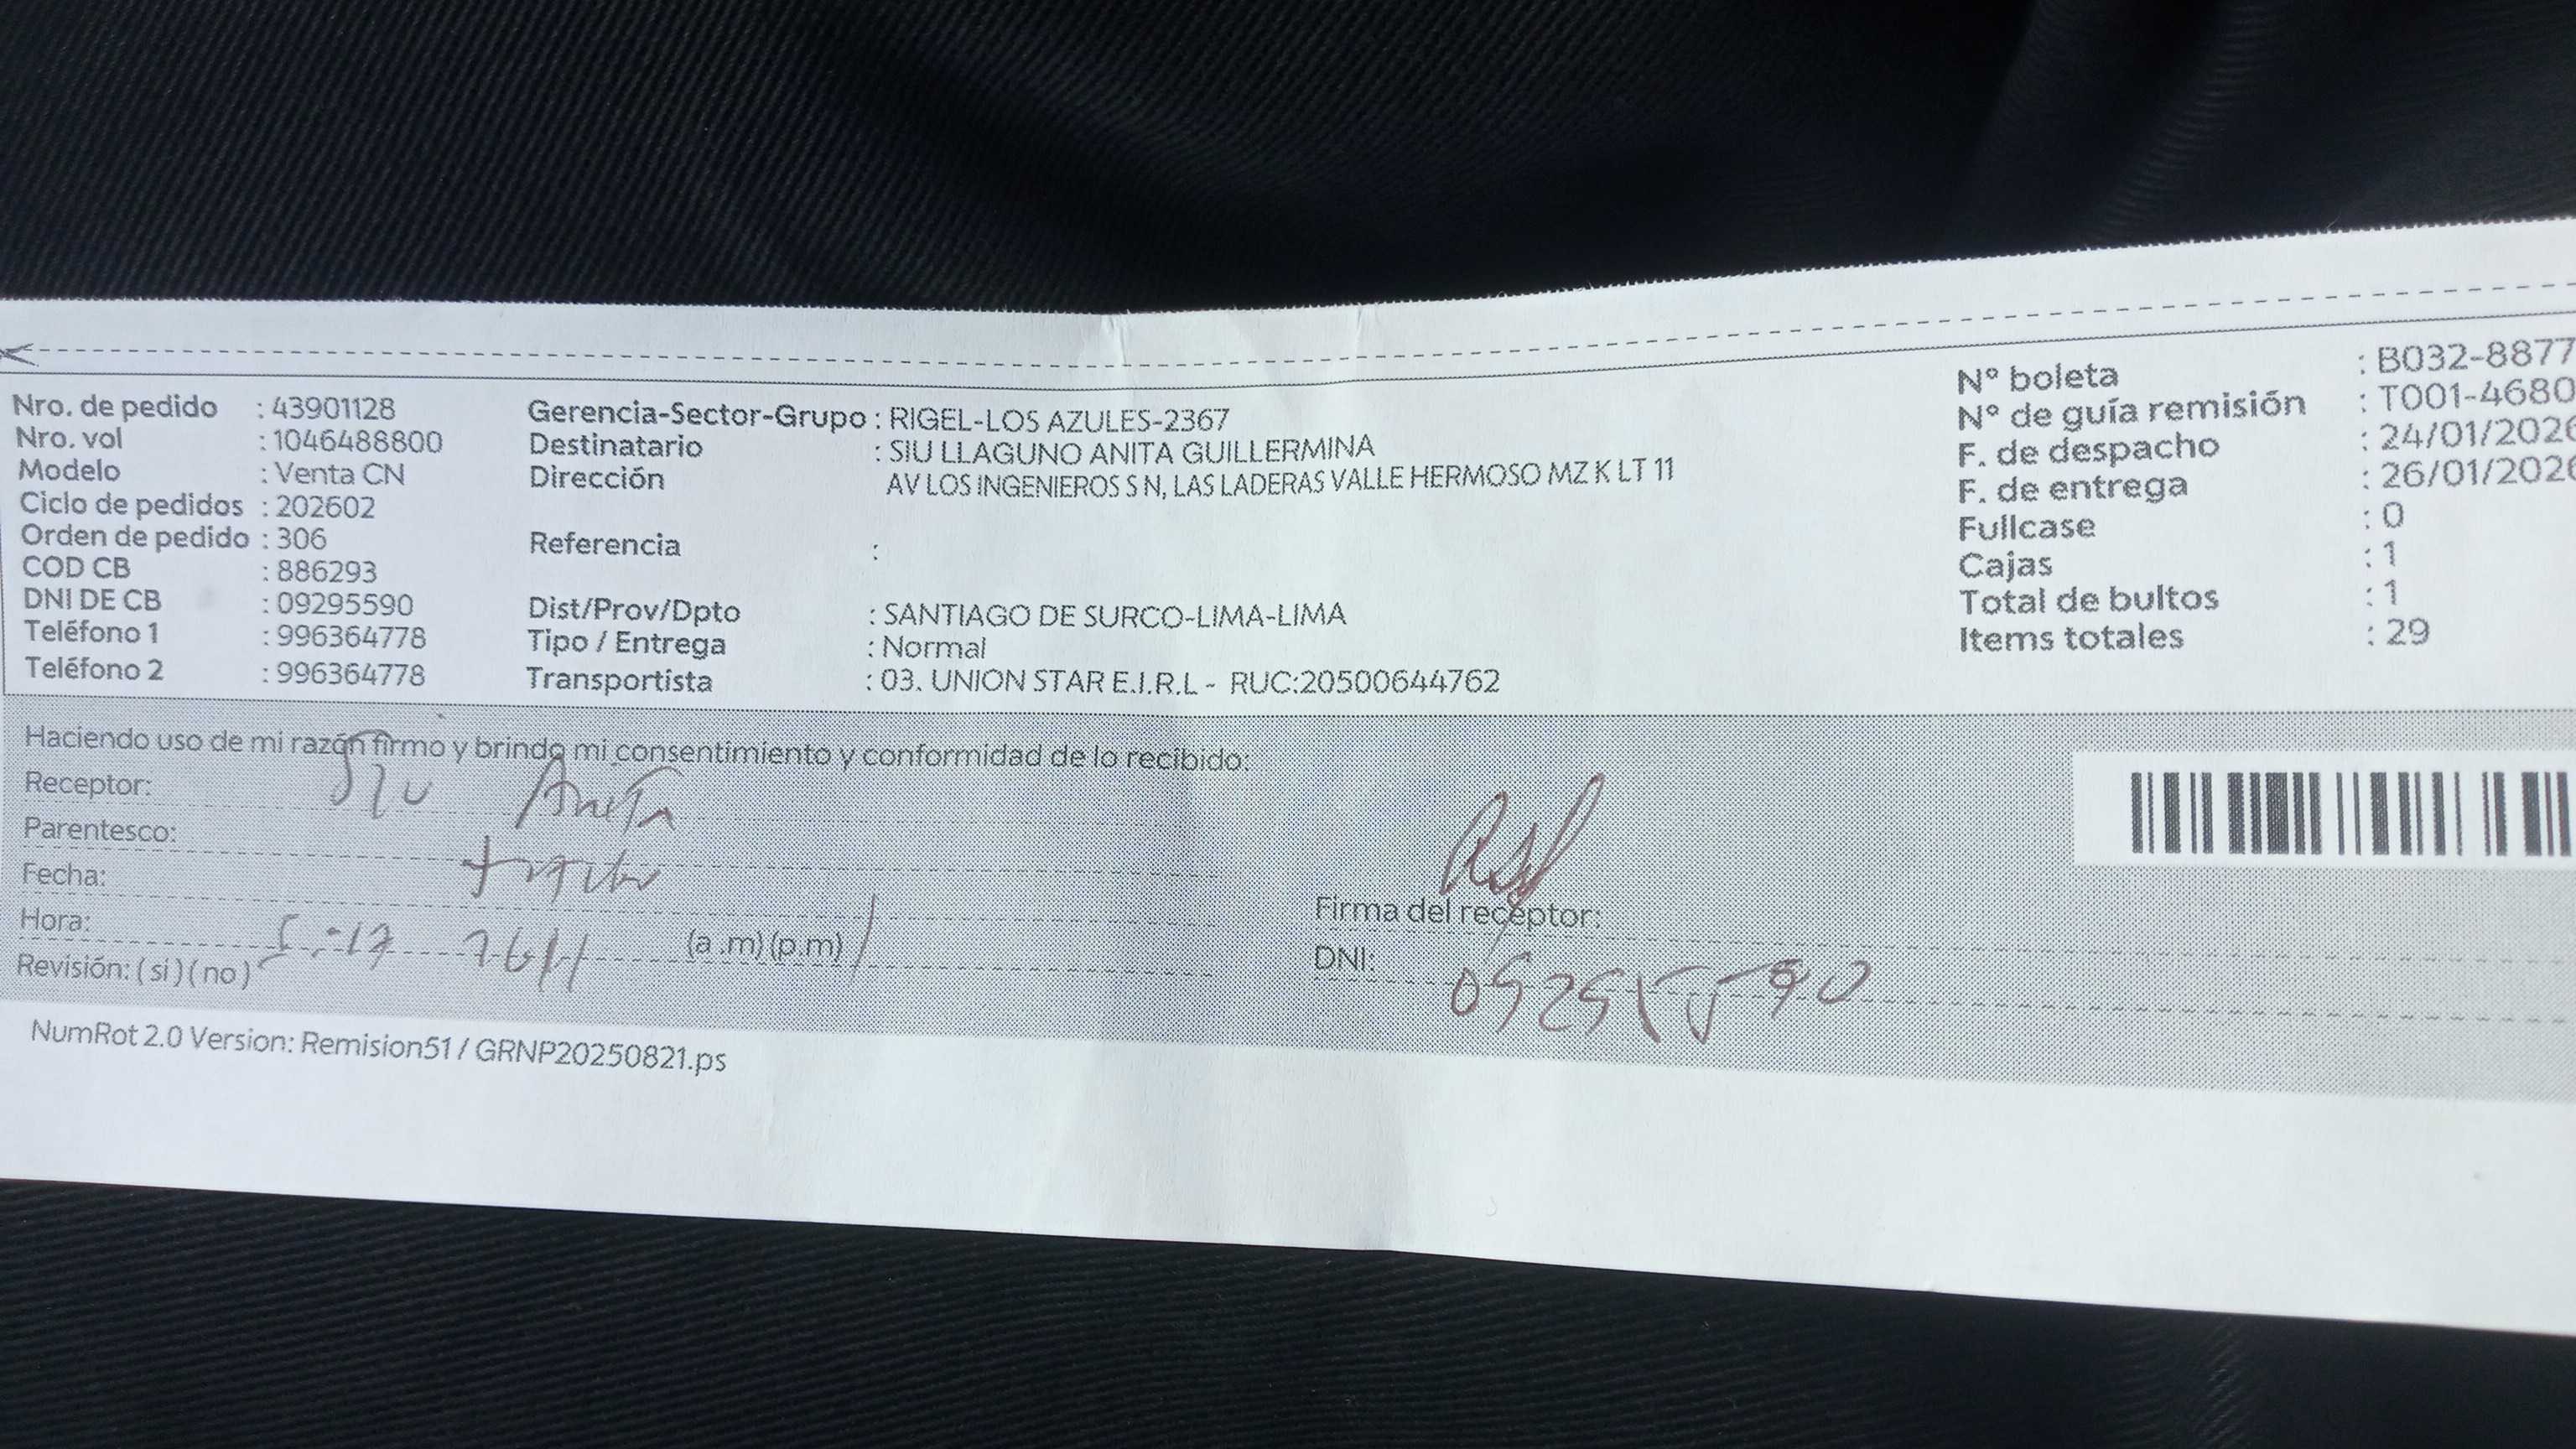 Nro. de pedido : 43901128
Nro. vol : 1046488800
Modelo : Venta CN
Ciclo de pedidos : 202602
Orden de pedido : 306
COD CB : 886293
DNI DE CB : 09295590
Teléfono 1 : 996364778
Teléfono 2 : 996364778
Gerencia-Sector-Grupo : RIGEL-LOS AZULES-2367
Destinatario : SIU LLAGUNO ANITA GUILLERMINA
Dirección : AV LOS INGENIEROS S N, LAS LADERAS VALLE HERMOSO MZ K LT 11
Referencia :
Dist/Prov/Dpto : SANTIAGO DE SURCO-LIMA-LIMA
Tipo / Entrega : Normal
Transportista : 03. UNION STAR E.I.R.L - RUC:20500644762
Nº boleta : B032-8877
Nº de guía remisión : T001-4680
F. de despacho : 24/01/2026
F. de entrega : 26/01/2026
Fullcase : 0
Cajas : 1
Total de bultos : 1
Items totales : 29
Haciendo uso de mi razón firmo y brindo mi consentimiento y conformidad de lo recibido:
Receptor: Siu Anita
Parentesco:
Fecha:
Hora: (a .m) (p.m)
Revisión: ( si ) ( no )
Firma del receptor:
DNI:
NumRot 2.0 Version: Remision51 / GRNP20250821.ps